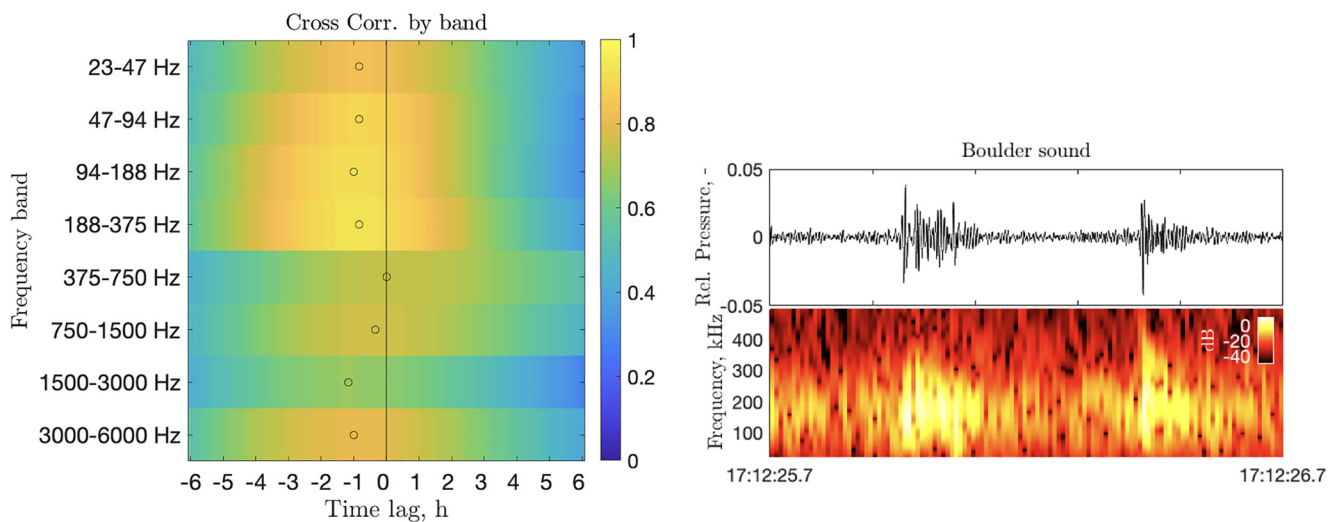 Cross Corr. by band
Frequency band
23-47 Hz
47-94 Hz
94-188 Hz
188-375 Hz
375-750 Hz
750-1500 Hz
1500-3000 Hz
3000-6000 Hz
-6 -5 -4 -3 -2 -1 0 1 2 3 4 5 6
Time lag, h
1
0.8
0.6
0.4
0.2
0
Boulder sound
Rel. Pressure, -
0.05
0
-0.05
Frequency, kHz
400
300
200
100
dB
0
-20
-40
17:12:25.7 17:12:26.7